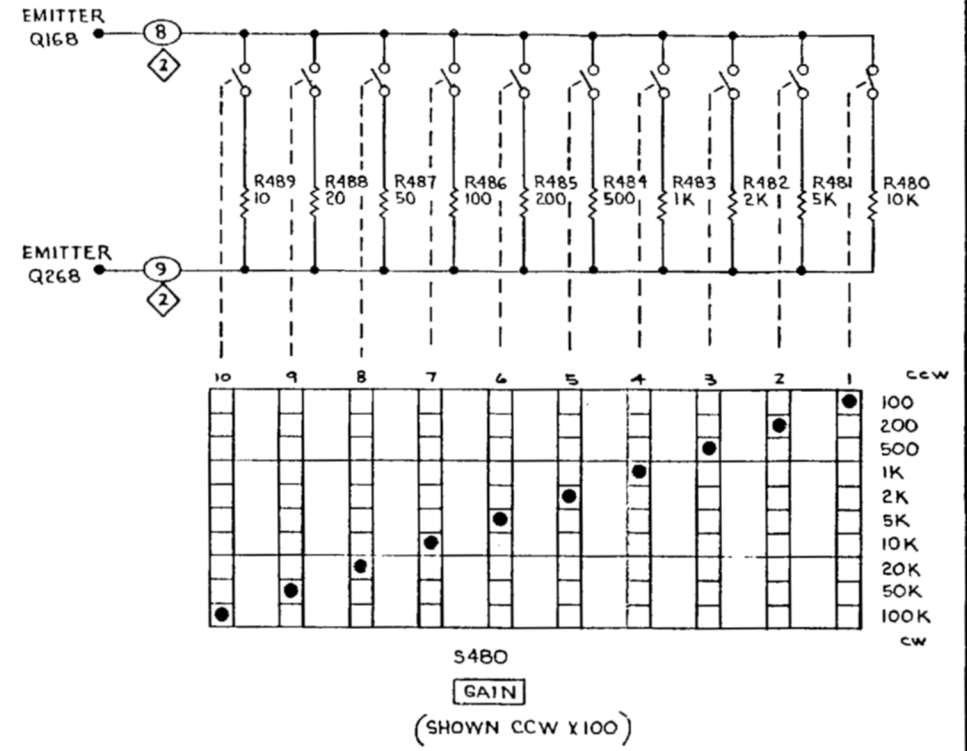 EMITTER
Q168
8
2
R489
10
R488
20
R487
50
R486
100
R485
200
R484
500
R483
1K
R482
2K
R481
5K
R480
10K
EMITTER
Q268
9
2
10 9 8 7 6 5 4 3 2 1 CCW
100
200
500
1K
2K
5K
10K
20K
50K
100K
CW
S480
GAIN
(SHOWN CCW X100)